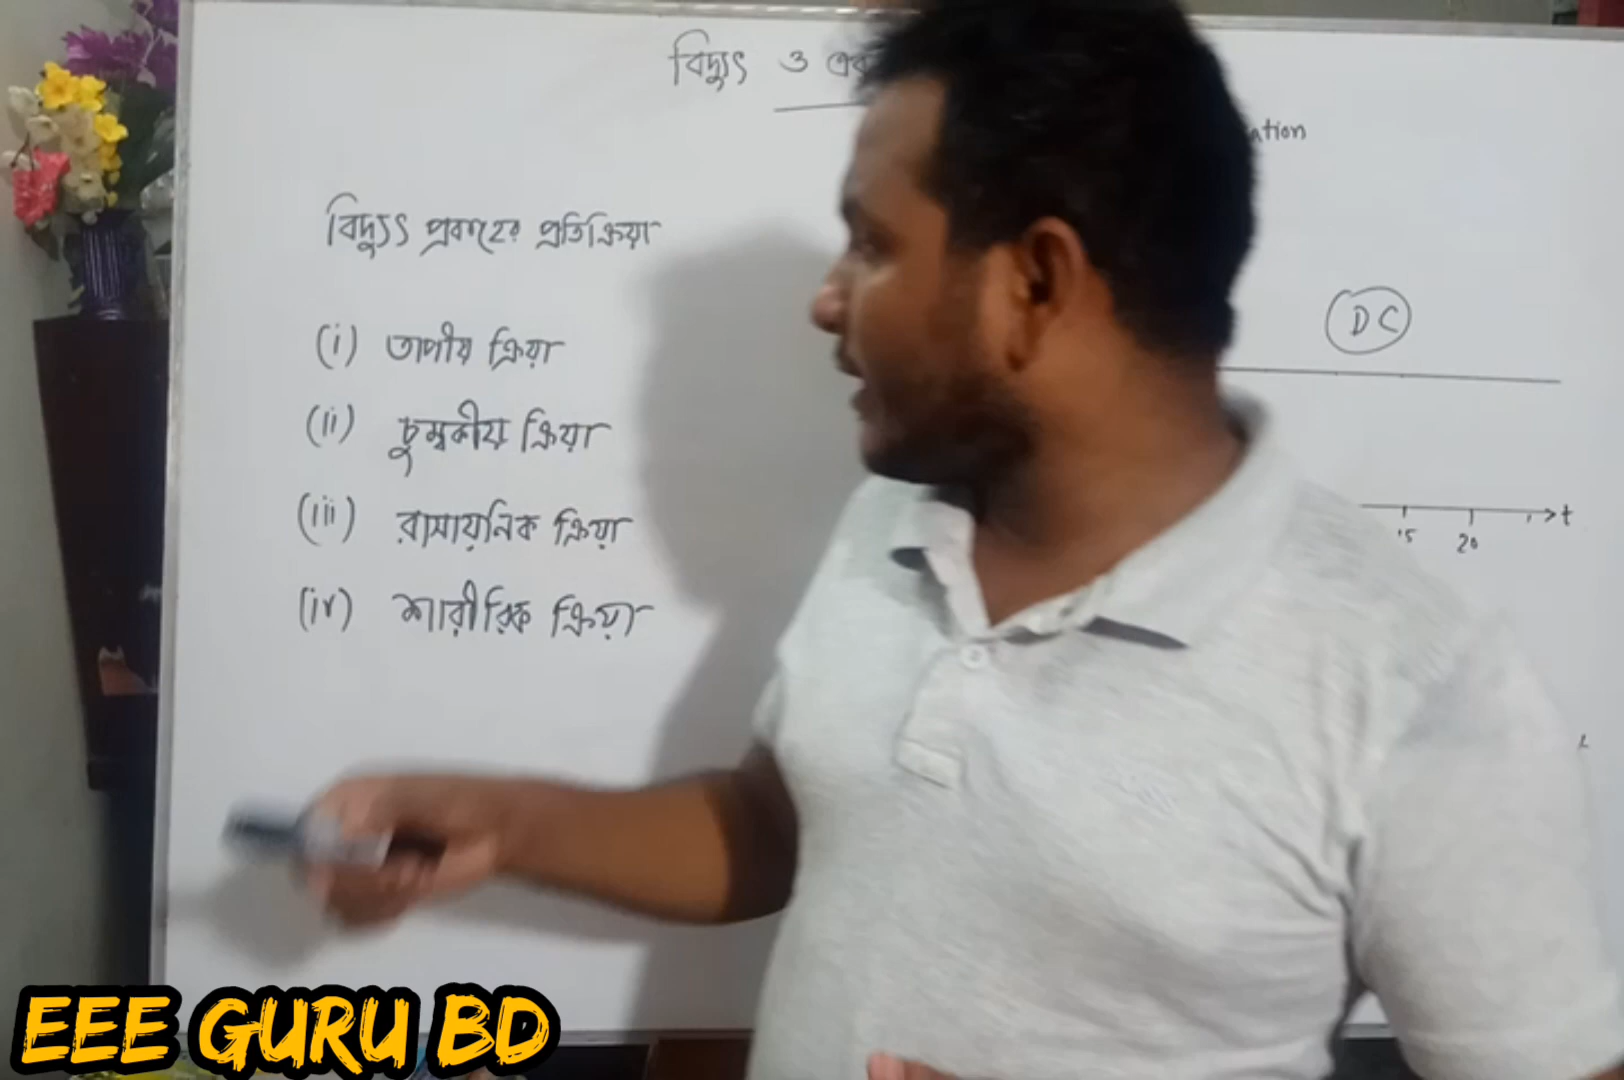 বিদ্যুৎ ও
ation
বিদ্যুৎ প্রবাহের প্রতিক্রিয়া
(i) তাপীয় ক্রিয়া
(ii) চুম্বকীয় ক্রিয়া
(iii) রাসায়নিক ক্রিয়া
(iv) শারীরিক ক্রিয়া
DC
15 20 t
EEE GURU BD